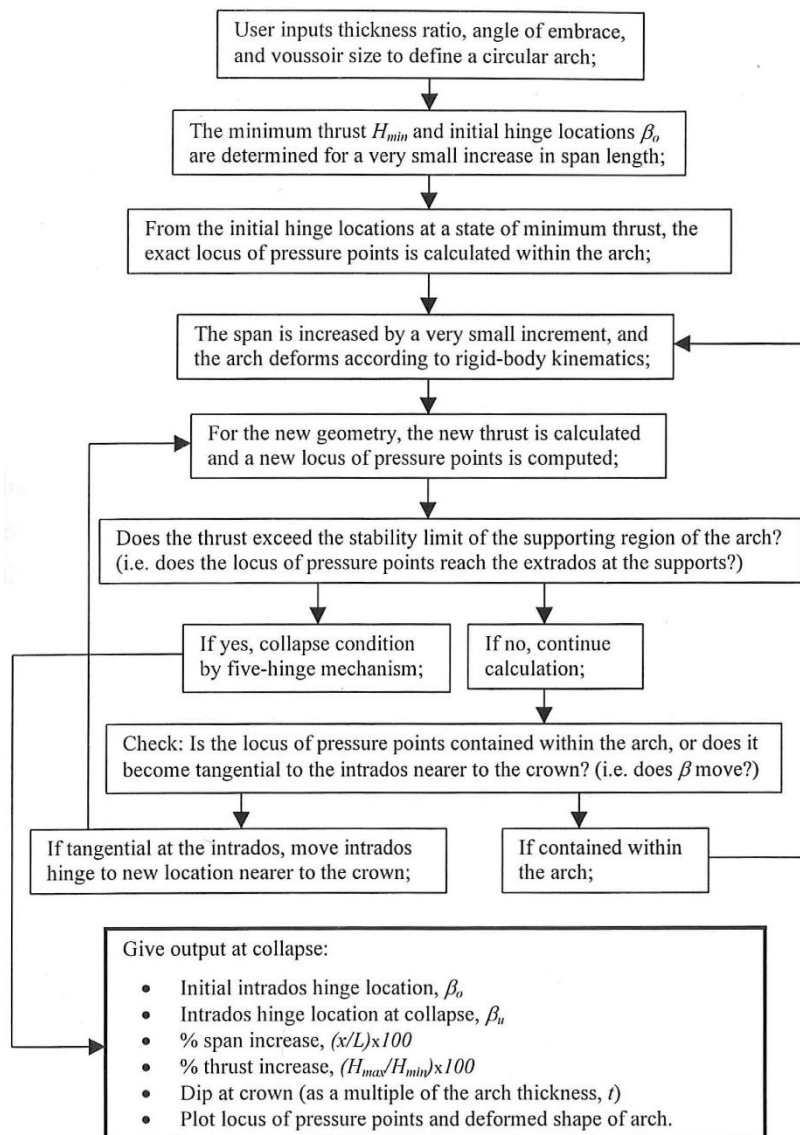 User inputs thickness ratio, angle of embrace,
and voussoir size to define a circular arch;
The minimum thrust Hmin and initial hinge locations βo
are determined for a very small increase in span length;
From the initial hinge locations at a state of minimum thrust, the
exact locus of pressure points is calculated within the arch;
The span is increased by a very small increment, and
the arch deforms according to rigid-body kinematics;
For the new geometry, the new thrust is calculated
and a new locus of pressure points is computed;
Does the thrust exceed the stability limit of the supporting region of the arch?
(i.e. does the locus of pressure points reach the extrados at the supports?)
If yes, collapse condition
by five-hinge mechanism;
If no, continue
calculation;
Check: Is the locus of pressure points contained within the arch, or does it
become tangential to the intrados nearer to the crown? (i.e. does β move?)
If tangential at the intrados, move intrados
hinge to new location nearer to the crown;
If contained within
the arch;
Give output at collapse:
• Initial intrados hinge location, βo
• Intrados hinge location at collapse, βu
• % span increase, (x/L)x100
• % thrust increase, (Hmax/Hmin)x100
• Dip at crown (as a multiple of the arch thickness, t)
• Plot locus of pressure points and deformed shape of arch.